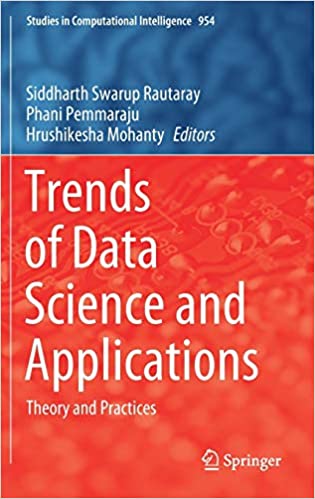 Studies in Computational Intelligence 954
Siddharth Swarup Rautaray
Phani Pemmaraju
Hrushikesha Mohanty Editors
Trends
of Data
Science and
Applications
Theory and Practices
Springer